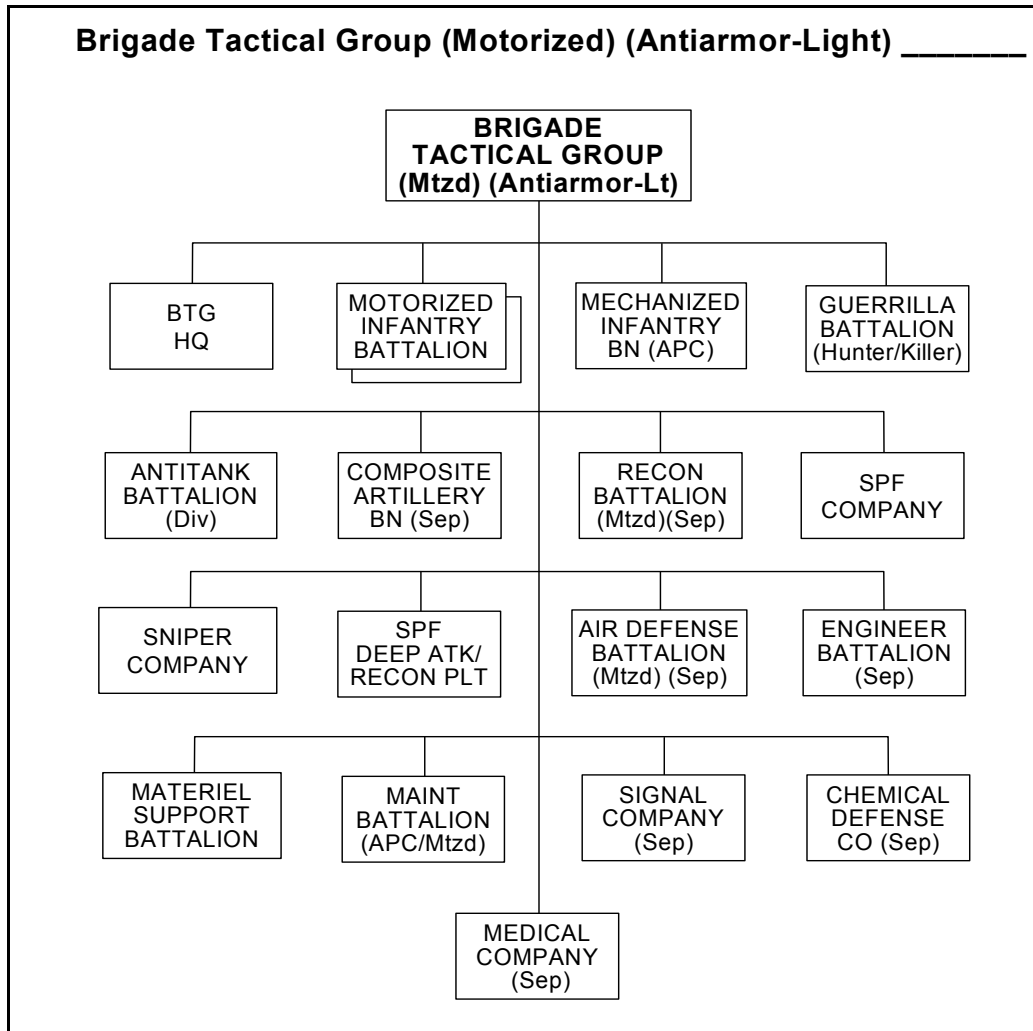 Brigade Tactical Group (Motorized) (Antiarmor-Light) _______
BRIGADE
TACTICAL GROUP
(Mtzd) (Antiarmor-Lt)
BTG
HQ
MOTORIZED
INFANTRY
BATTALION
MECHANIZED
INFANTRY
BN (APC)
GUERRILLA
BATTALION
(Hunter/Killer)
ANTITANK
BATTALION
(Div)
COMPOSITE
ARTILLERY
BN (Sep)
RECON
BATTALION
(Mtzd)(Sep)
SPF
COMPANY
SNIPER
COMPANY
SPF
DEEP ATK/
RECON PLT
AIR DEFENSE
BATTALION
(Mtzd) (Sep)
ENGINEER
BATTALION
(Sep)
MATERIEL
SUPPORT
BATTALION
MAINT
BATTALION
(APC/Mtzd)
SIGNAL
COMPANY
(Sep)
CHEMICAL
DEFENSE
CO (Sep)
MEDICAL
COMPANY
(Sep)